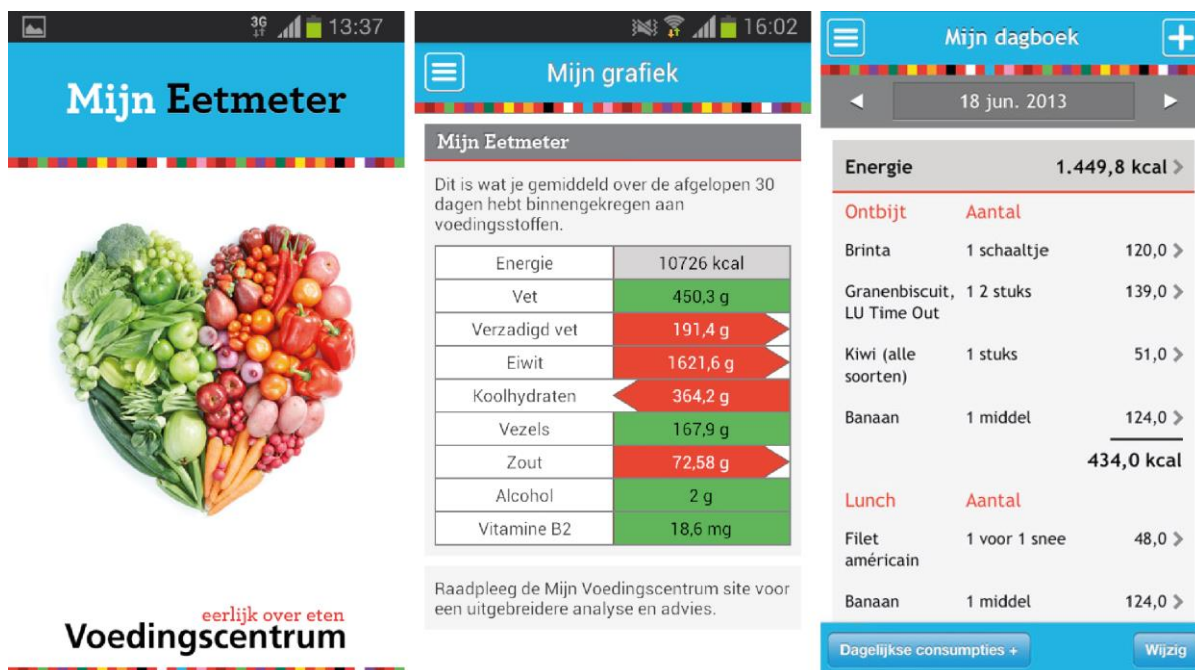 3G 13:37
Mijn Eetmeter
eerlijk over eten
Voedingscentrum
16:02
Mijn grafiek
Mijn Eetmeter
Dit is wat je gemiddeld over de afgelopen 30
dagen hebt binnengekregen aan
voedingsstoffen.
Energie 10726 kcal
Vet 450,3 g
Verzadigd vet 191,4 g
Eiwit 1621,6 g
Koolhydraten 364,2 g
Vezels 167,9 g
Zout 72,58 g
Alcohol 2 g
Vitamine B2 18,6 mg
Raadpleeg de Mijn Voedingscentrum site voor
een uitgebreidere analyse en advies.
Mijn dagboek
18 jun. 2013
Energie 1.449,8 kcal
Ontbijt Aantal
Brinta 1 schaaltje 120,0
Granenbiscuit, 1 2 stuks 139,0
LU Time Out
Kiwi (alle 1 stuks 51,0
soorten)
Banaan 1 middel 124,0
434,0 kcal
Lunch Aantal
Filet 1 voor 1 snee 48,0
américain
Banaan 1 middel 124,0
Dagelijkse consumpties + Wijzig